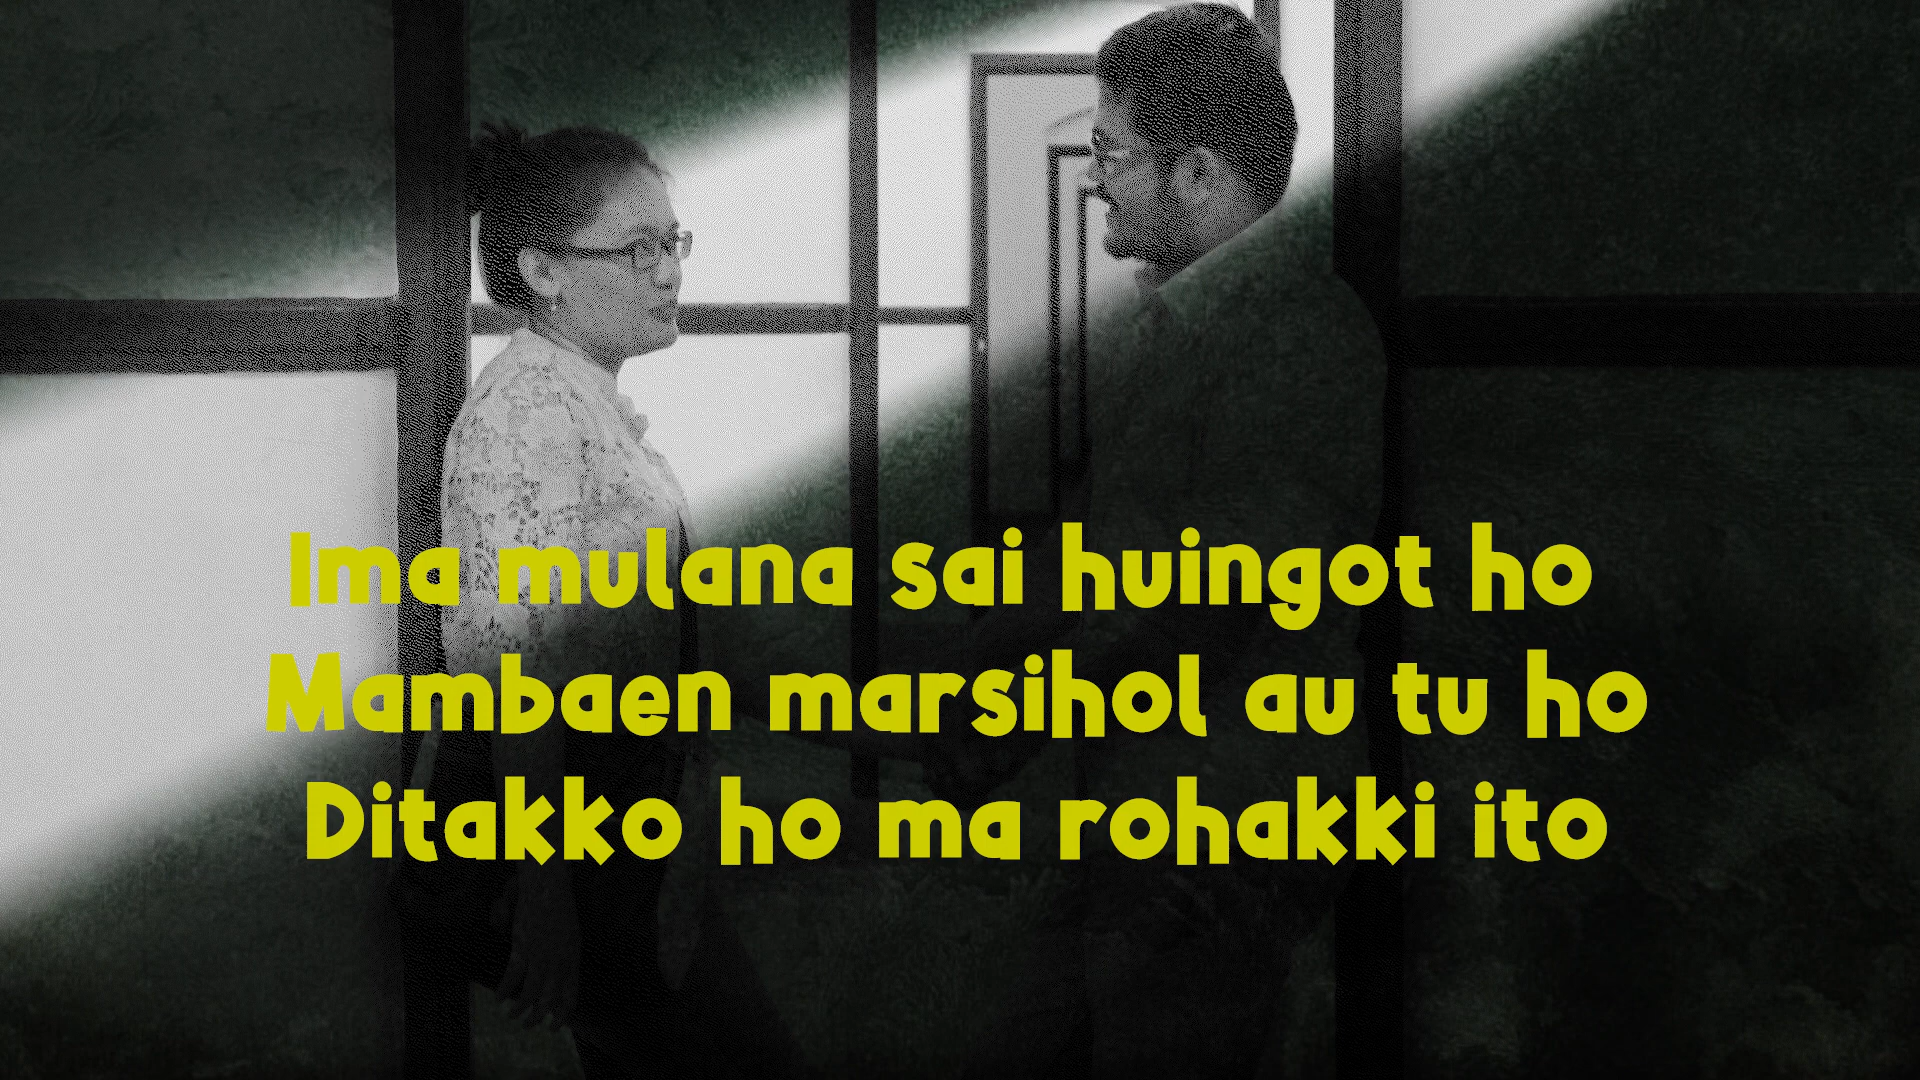 Ima mulana sai huingot ho
Mambaen marsihol au tu ho
Ditakko ho ma rohakki ito